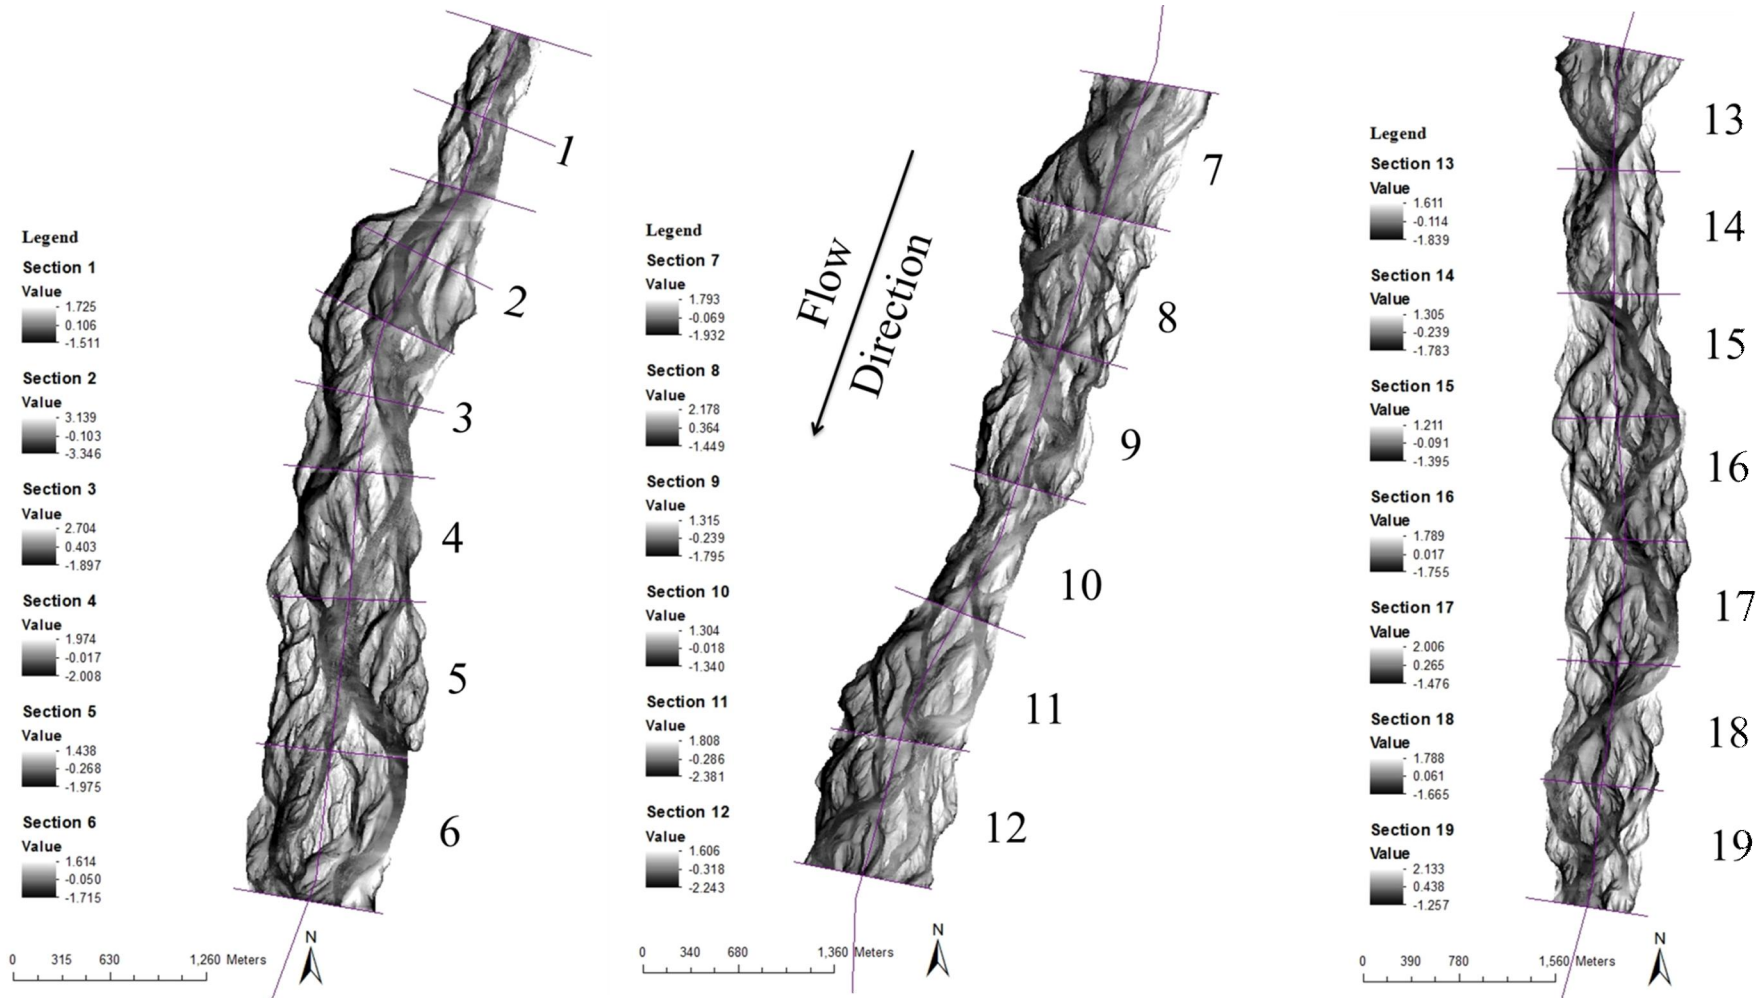 Legend
Section 1
Value
1.725
0.106
-1.511
Section 2
Value
3.139
-0.103
-3.346
Section 3
Value
2.704
0.403
-1.897
Section 4
Value
1.974
-0.017
-2.008
Section 5
Value
1.438
-0.268
-1.975
Section 6
Value
1.614
-0.050
-1.715
1
2
3
4
5
6
N
0 315 630 1,260 Meters
Legend
Section 7
Value
1.793
-0.069
-1.932
Section 8
Value
2.178
0.364
-1.449
Section 9
Value
1.315
-0.239
-1.795
Section 10
Value
1.304
-0.018
-1.340
Section 11
Value
1.808
-0.286
-2.381
Section 12
Value
1.606
-0.318
-2.243
Flow
Direction
7
8
9
10
11
12
N
0 340 680 1,360 Meters
Legend
Section 13
Value
1.611
-0.114
-1.839
Section 14
Value
1.305
-0.239
-1.783
Section 15
Value
1.211
-0.091
-1.395
Section 16
Value
1.789
0.017
-1.755
Section 17
Value
2.006
0.265
-1.476
Section 18
Value
1.788
0.061
-1.665
Section 19
Value
2.133
0.438
-1.257
13
14
15
16
17
18
19
N
0 390 780 1,560 Meters